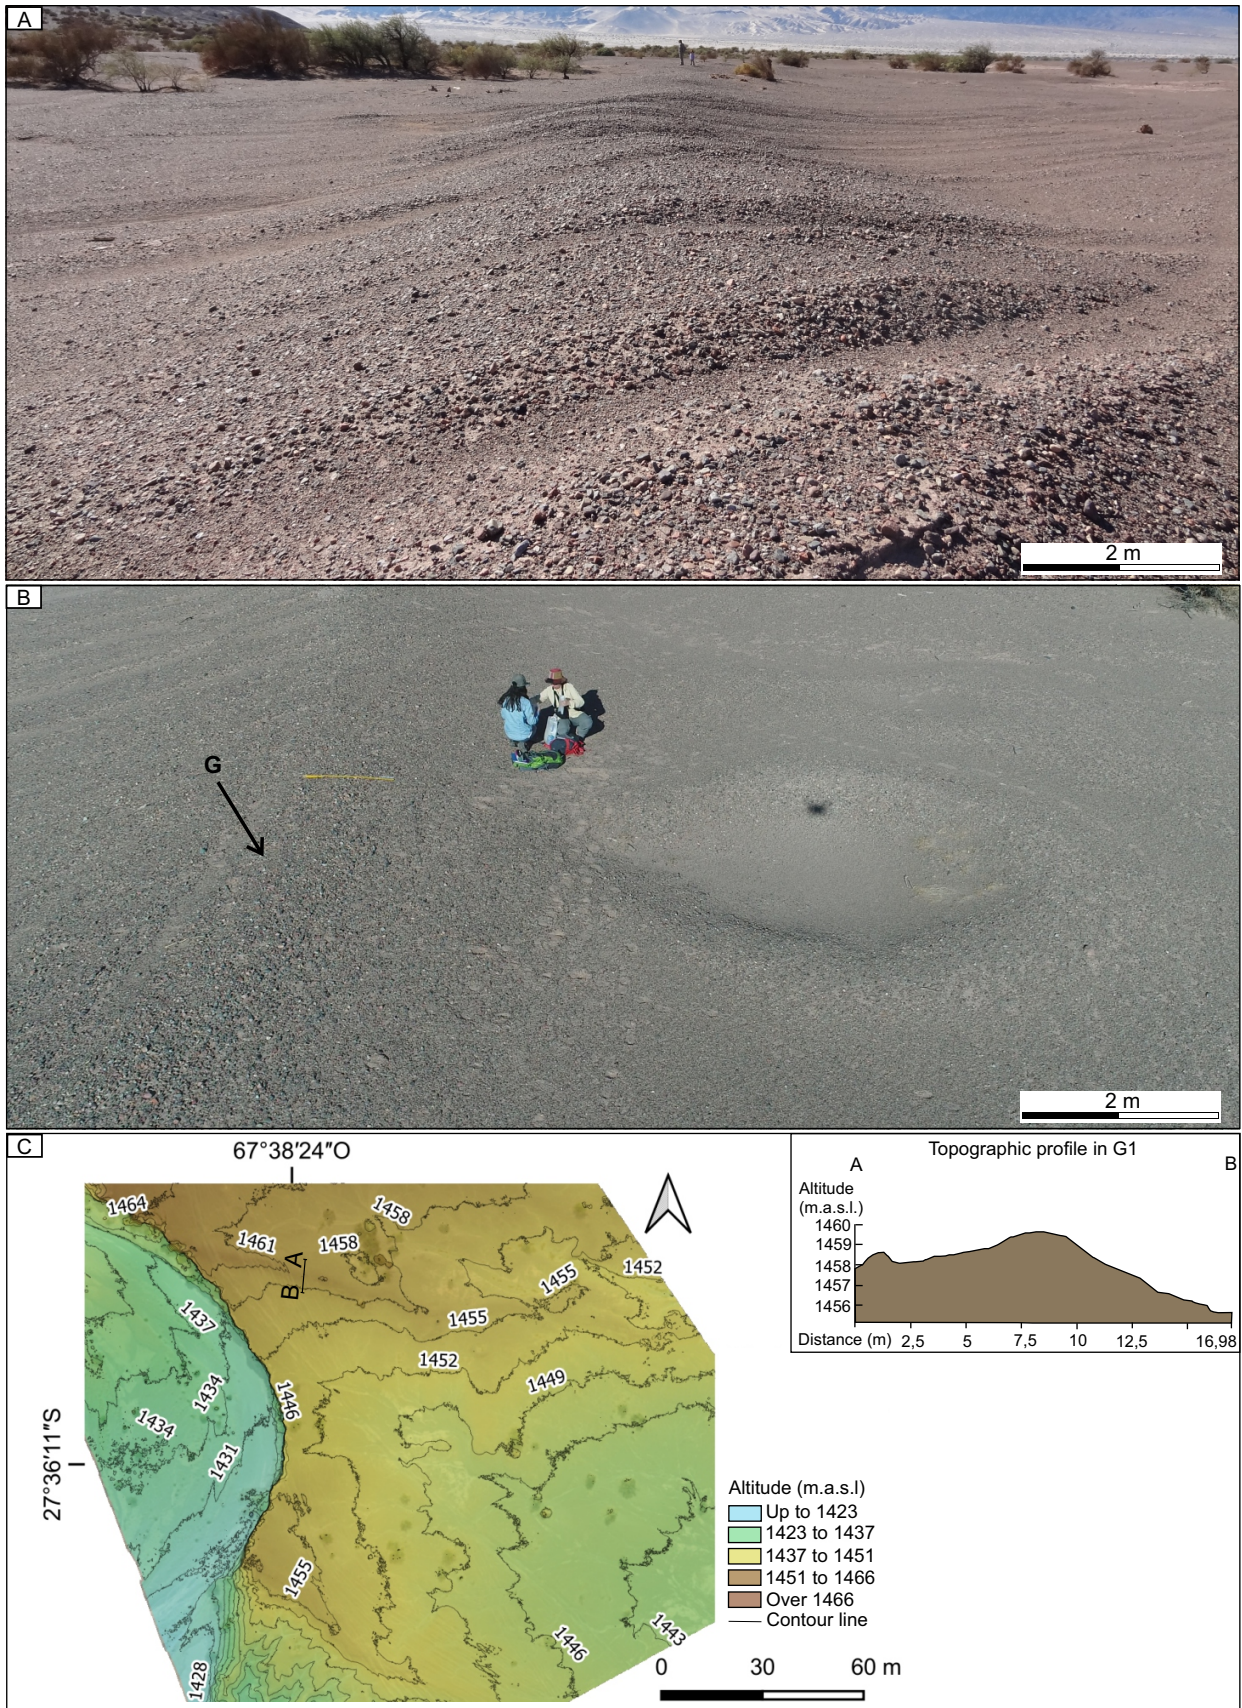 A
2 m
B
G
2 m
C
67°38′24″O
27°36′11″S
1464
1461
1458
1458
A
B
1455
1452
1455
1452
1449
1437
1434
1434
1431
1446
1455
1446
1443
1428
Topographic profile in G1
A
B
Altitude
(m.a.s.l.)
1460
1459
1458
1457
1456
Distance (m) 2,5 5 7,5 10 12,5 16,98
Altitude (m.a.s.l)
Up to 1423
1423 to 1437
1437 to 1451
1451 to 1466
Over 1466
Contour line
0 30 60 m